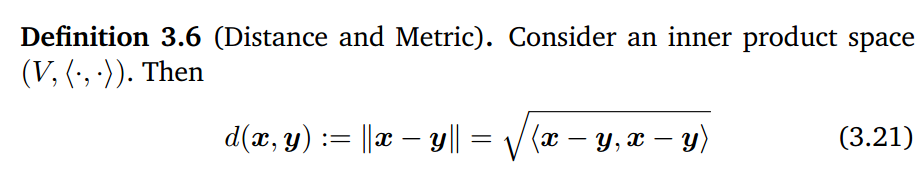 Definition 3.6 (Distance and Metric). Consider an inner product space
(V, ⟨·, ·⟩). Then
d(x, y) := ∥x − y∥ = √⟨x − y, x − y⟩ (3.21)